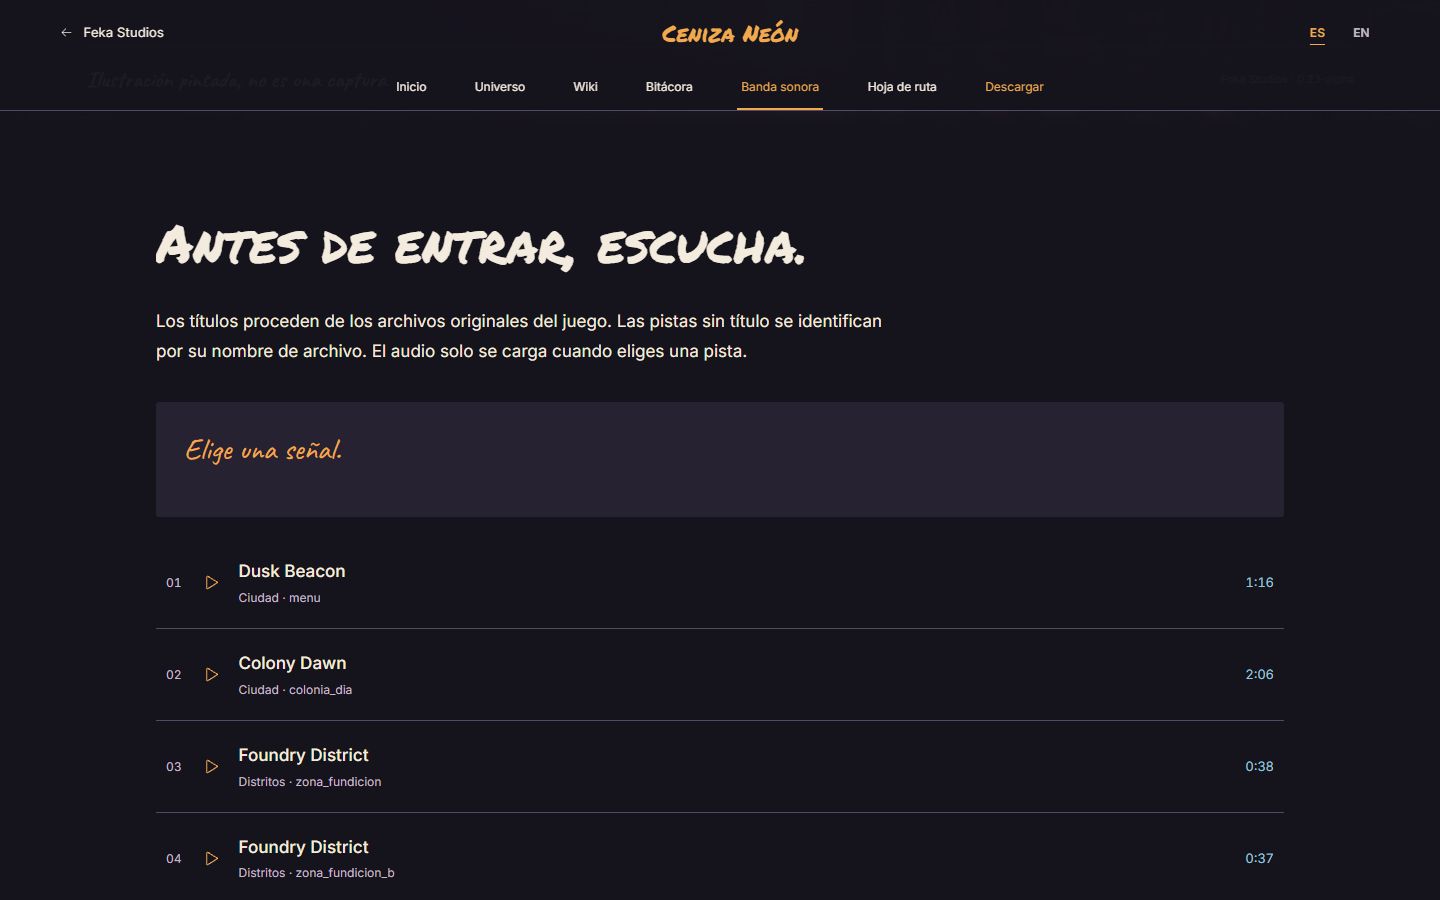 ← Feka Studios
Ceniza Neón
ES EN
Ilustración pintada, no es una captura
Inicio Universo Wiki Bitácora Banda sonora Hoja de ruta Descargar
Antes de entrar, escucha.
Los títulos proceden de los archivos originales del juego. Las pistas sin título se identifican
por su nombre de archivo. El audio solo se carga cuando eliges una pista.
Elige una señal.
01 Dusk Beacon 1:16
Ciudad · menu
02 Colony Dawn 2:06
Ciudad · colonia_dia
03 Foundry District 0:38
Distritos · zona_fundicion
04 Foundry District 0:37
Distritos · zona_fundicion_b